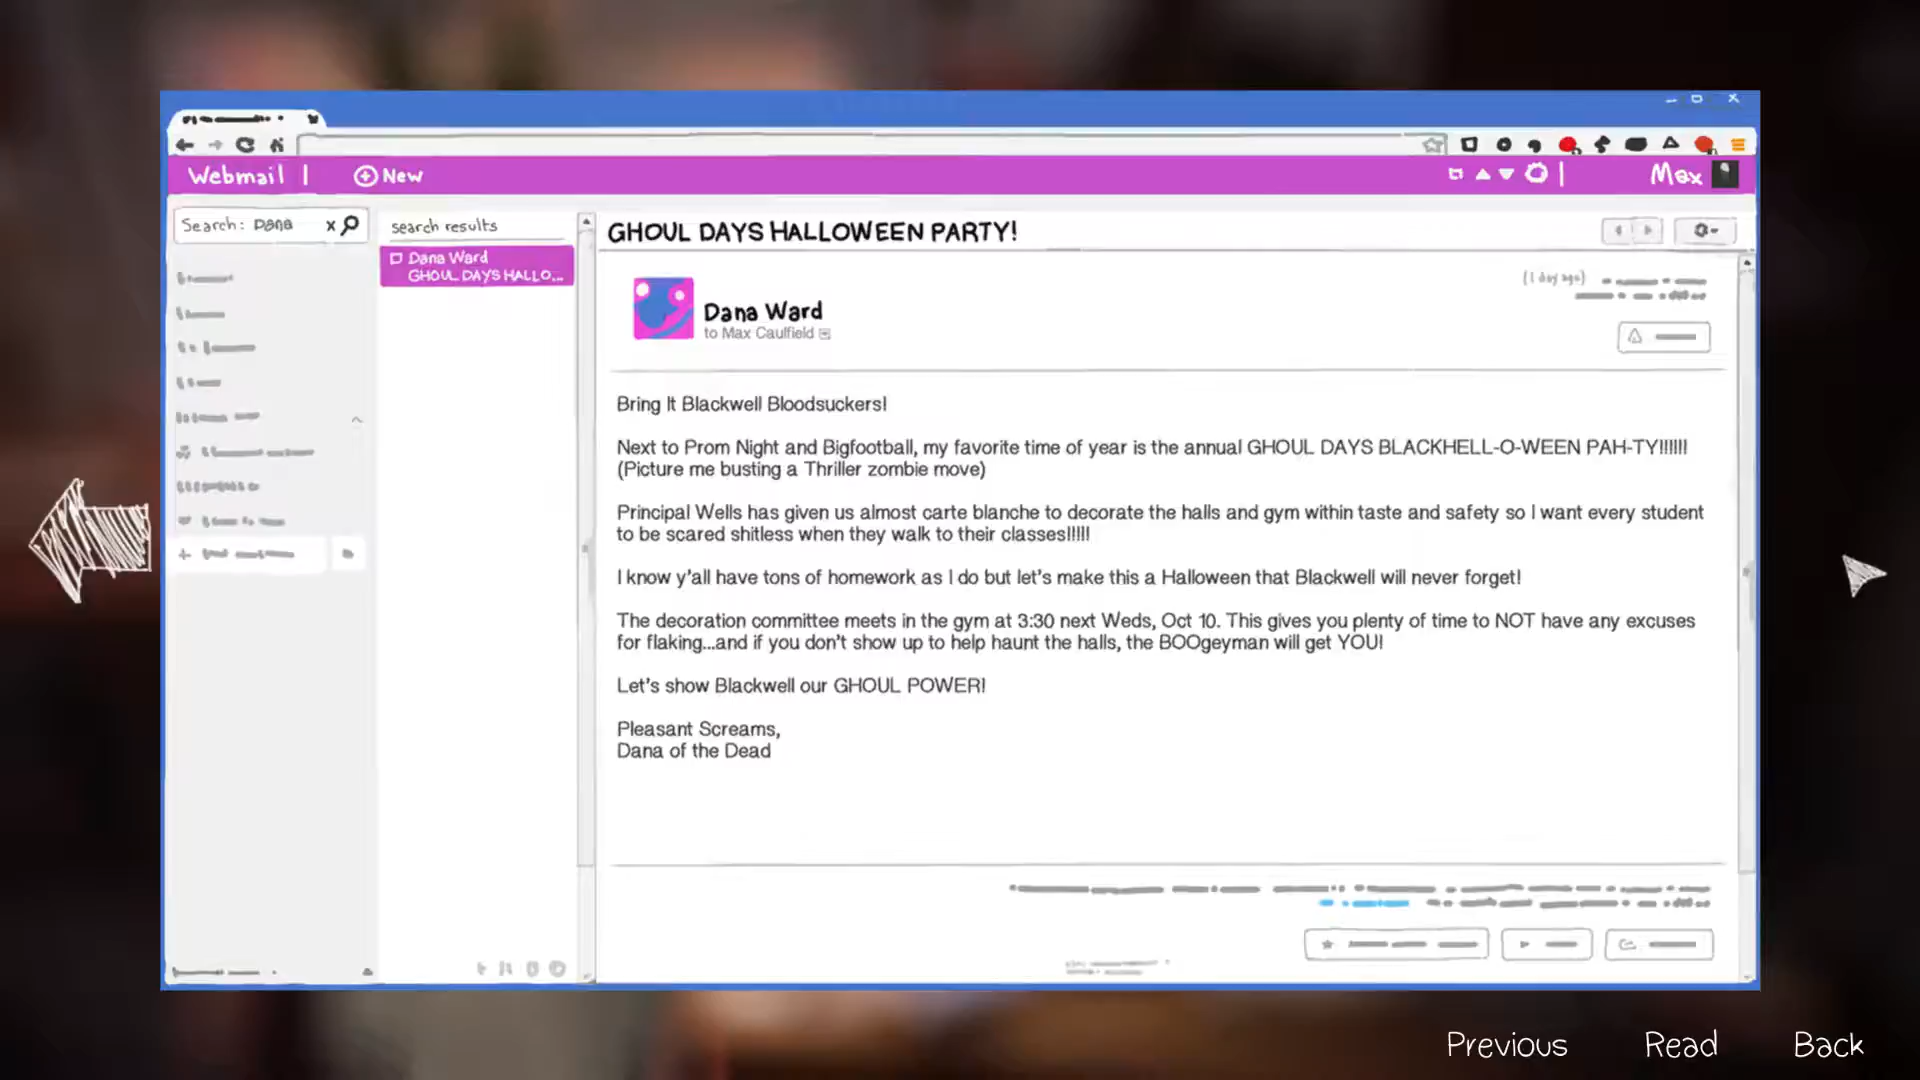 Webmail
New
Max
Search: Dana x
search results
Dana Ward
GHOUL DAYS HALLO...
GHOUL DAYS HALLOWEEN PARTY!
(1 day ago)
Dana Ward
to Max Caulfield
Bring It Blackwell Bloodsuckers!
Next to Prom Night and Bigfootball, my favorite time of year is the annual GHOUL DAYS BLACKHELL-O-WEEN PAH-TY!!!!!!
(Picture me busting a Thriller zombie move)
Principal Wells has given us almost carte blanche to decorate the halls and gym within taste and safety so I want every student
to be scared shitless when they walk to their classes!!!!!
I know y'all have tons of homework as I do but let's make this a Halloween that Blackwell will never forget!
The decoration committee meets in the gym at 3:30 next Weds, Oct 10. This gives you plenty of time to NOT have any excuses
for flaking...and if you don't show up to help haunt the halls, the BOOgeyman will get YOU!
Let's show Blackwell our GHOUL POWER!
Pleasant Screams,
Dana of the Dead
Previous
Read
Back